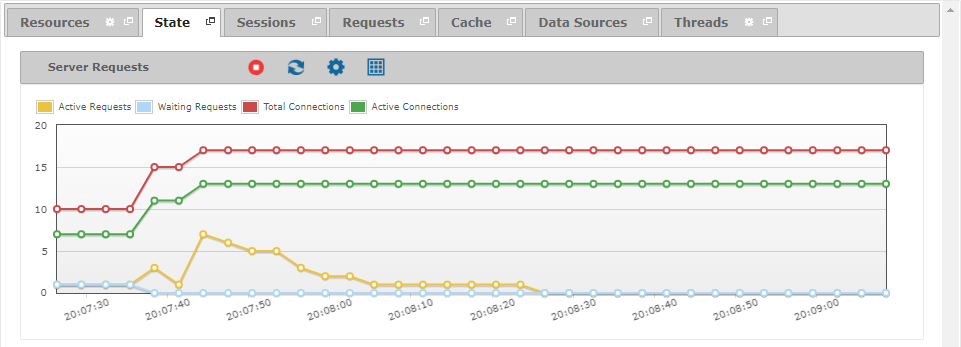 Resources State Sessions Requests Cache Data Sources Threads
Server Requests
Active Requests Waiting Requests Total Connections Active Connections
20
15
10
5
0
20:07:30 20:07:40 20:07:50 20:08:00 20:08:10 20:08:20 20:08:30 20:08:40 20:08:50 20:09:00